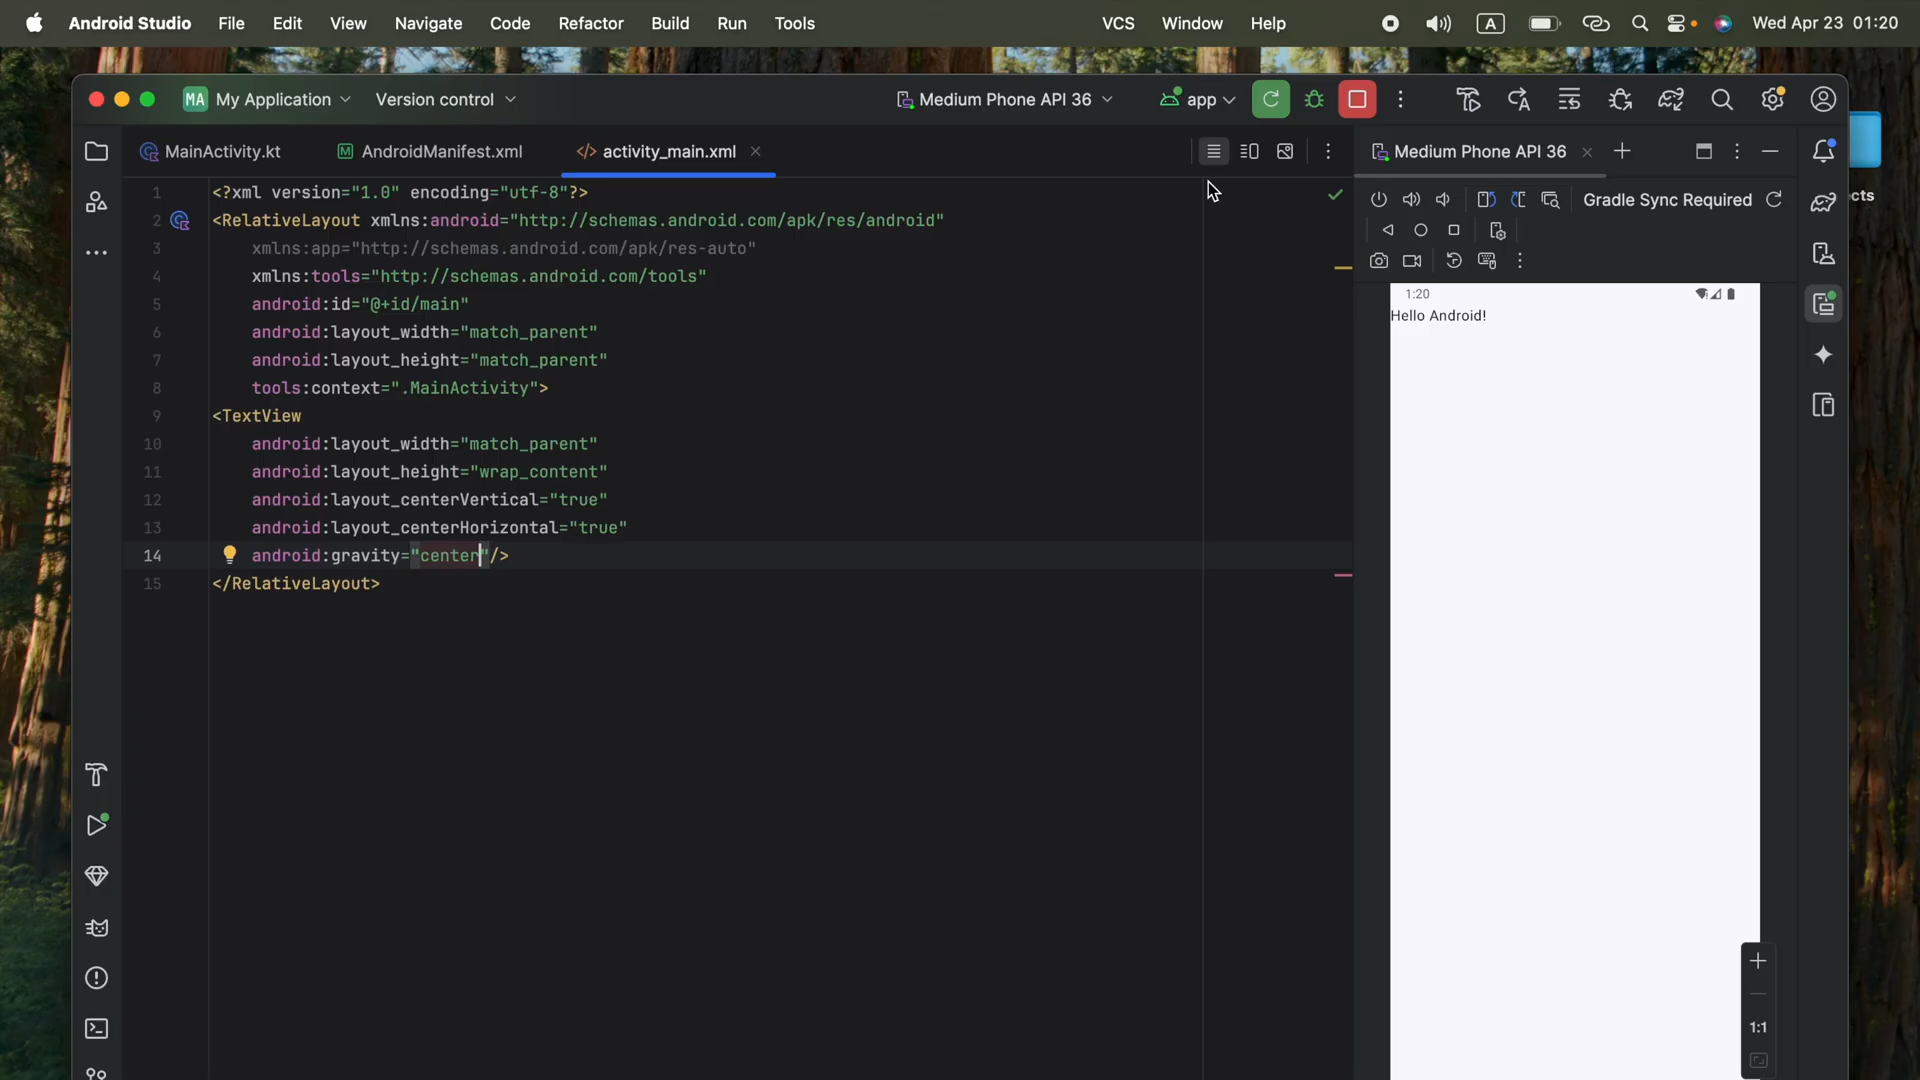 Android Studio File Edit View Navigate Code Refactor Build Run Tools VCS Window Help A Wed Apr 23 01:20
MA My Application Version control Medium Phone API 36 app
MainActivity.kt M AndroidManifest.xml </> activity_main.xml Medium Phone API 36
1 <?xml version="1.0" encoding="utf-8"?>
2 <RelativeLayout xmlns:android="http://schemas.android.com/apk/res/android"
3 xmlns:app="http://schemas.android.com/apk/res-auto"
4 xmlns:tools="http://schemas.android.com/tools"
5 android:id="@+id/main"
6 android:layout_width="match_parent"
7 android:layout_height="match_parent"
8 tools:context=".MainActivity">
9 <TextView
10 android:layout_width="match_parent"
11 android:layout_height="wrap_content"
12 android:layout_centerVertical="true"
13 android:layout_centerHorizontal="true"
14 android:gravity="center"/>
15 </RelativeLayout>
Gradle Sync Required
1:20
Hello Android!
1:1
ects